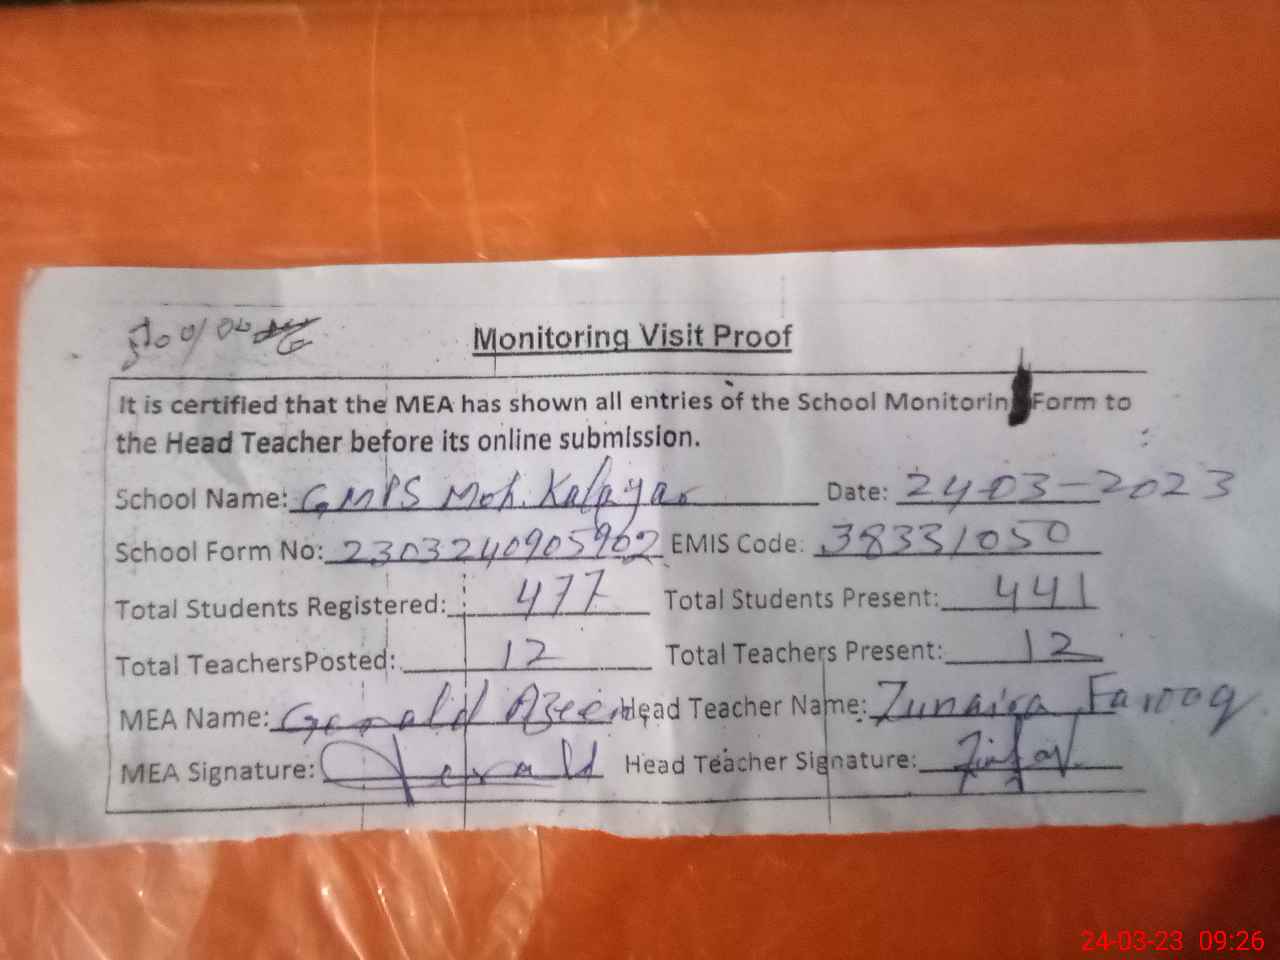 Monitoring Visit Proof
It is certified that the MEA has shown all entries of the School Monitorin Form to
the Head Teacher before its online submission.
School Name: GMPS Moh. Kalayar Date: 24-03-2023
School Form No: 2303240905902 EMIS Code: 38331050
Total Students Registered: 477 Total Students Present: 441
Total TeachersPosted: 12 Total Teachers Present: 12
MEA Name: Gerald Azeem Head Teacher Name: Zunaira Farooq
MEA Signature: Gerald Head Teacher Signature:
24-03-23 09:26